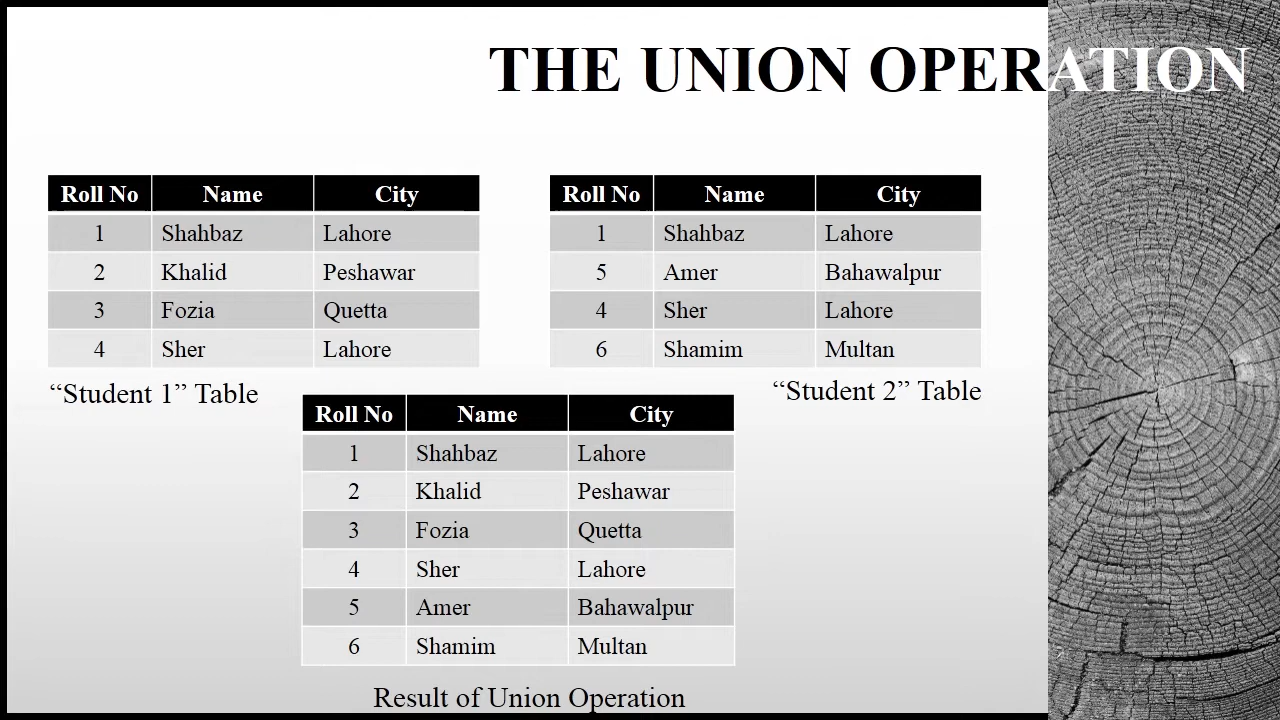 THE UNION OPERATION
Roll No Name City
1 Shahbaz Lahore
2 Khalid Peshawar
3 Fozia Quetta
4 Sher Lahore
“Student 1” Table
Roll No Name City
1 Shahbaz Lahore
5 Amer Bahawalpur
4 Sher Lahore
6 Shamim Multan
“Student 2” Table
Roll No Name City
1 Shahbaz Lahore
2 Khalid Peshawar
3 Fozia Quetta
4 Sher Lahore
5 Amer Bahawalpur
6 Shamim Multan
Result of Union Operation